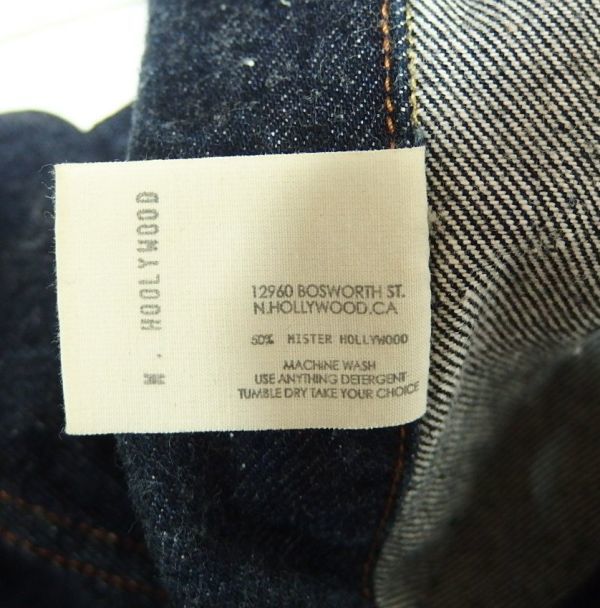 N. HOOLYWOOD
12960 BOSWORTH ST.
N.HOLLYWOOD.CA
50% MISTER HOLLYWOOD
MACHINE WASH
USE ANYTHING DETERGENT
TUMBLE DRY TAKE YOUR CHOICE